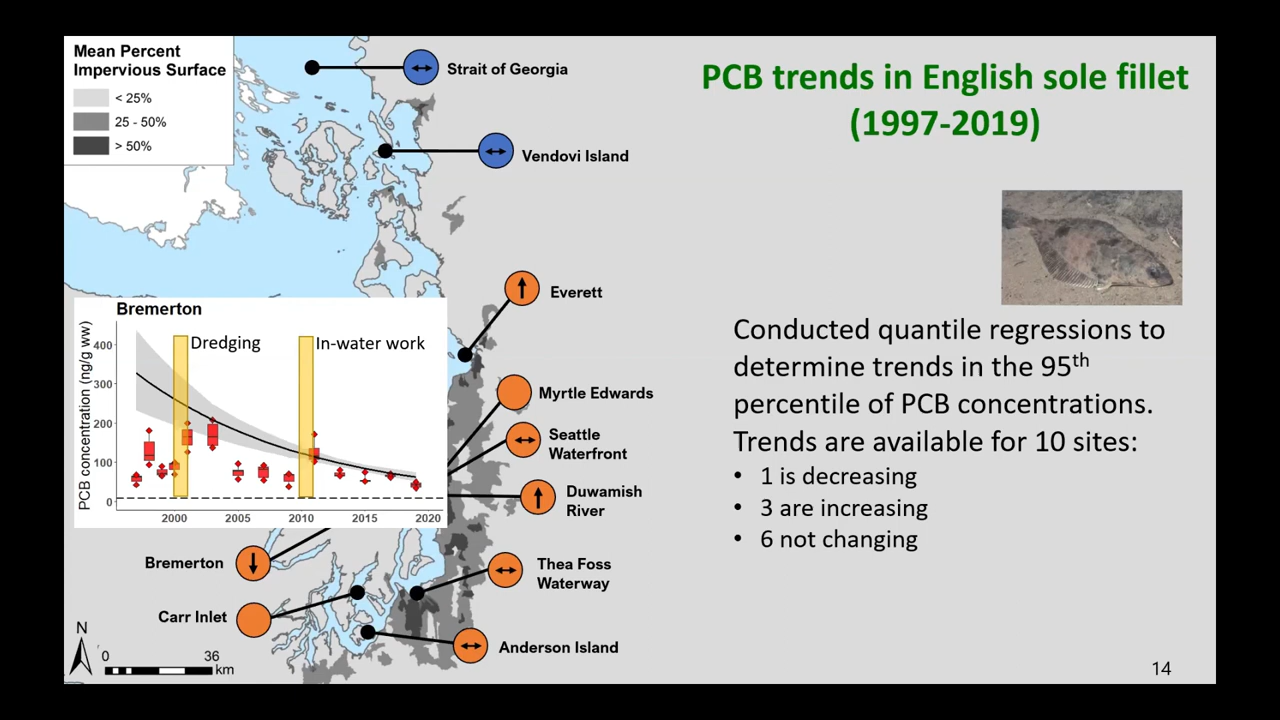 Mean Percent
Impervious Surface
< 25%
25 - 50%
> 50%
Strait of Georgia
Vendovi Island
Everett
Myrtle Edwards
Seattle
Waterfront
Duwamish
River
Thea Foss
Waterway
Anderson Island
Bremerton
Carr Inlet
N
0
36
km
Bremerton
PCB concentration (ng/g ww)
400
300
200
100
0
Dredging
In-water work
2000
2005
2010
2015
2020
PCB trends in English sole fillet
(1997-2019)
Conducted quantile regressions to
determine trends in the 95th
percentile of PCB concentrations.
Trends are available for 10 sites:
• 1 is decreasing
• 3 are increasing
• 6 not changing
14